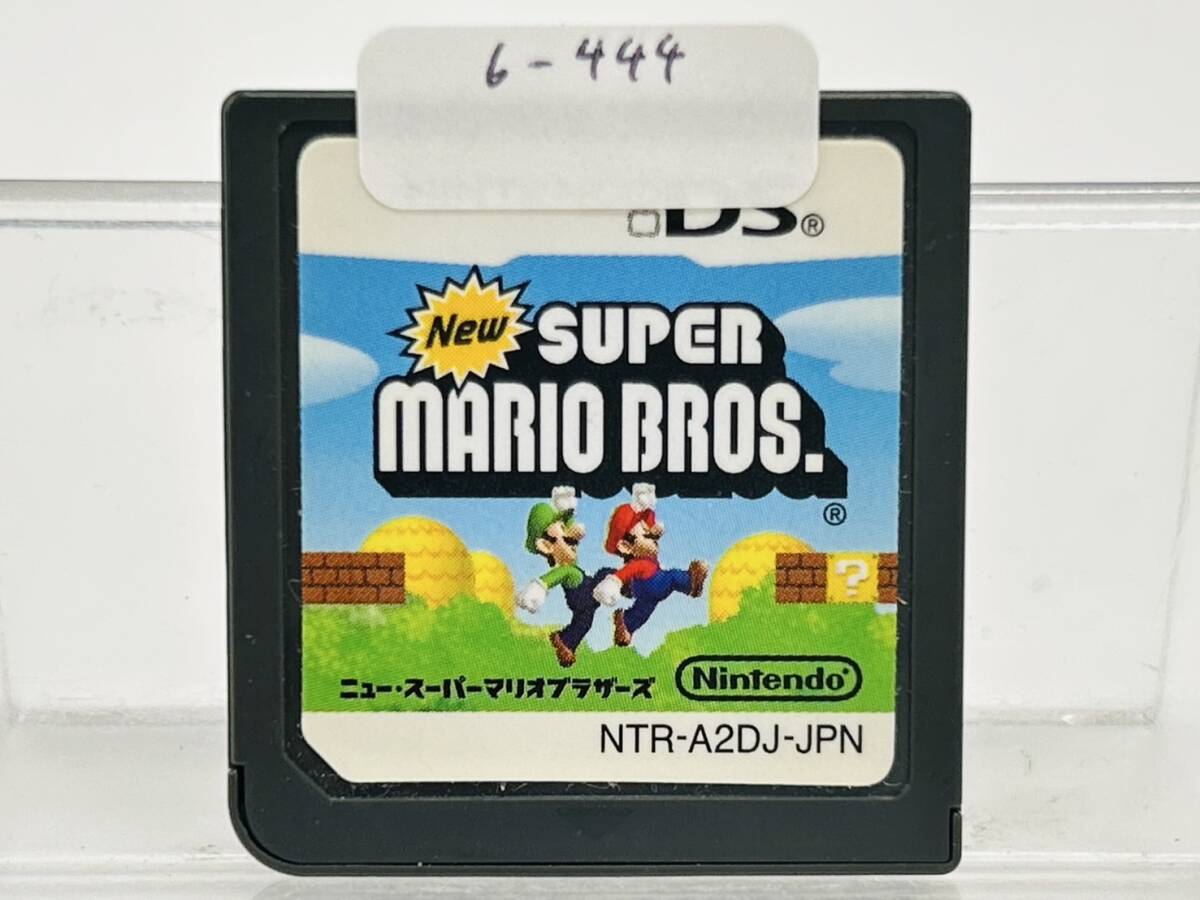 6-444
DS®
New
SUPER
MARIO BROS.
®
?
ニュー・スーパーマリオブラザーズ
Nintendo®
NTR-A2DJ-JPN